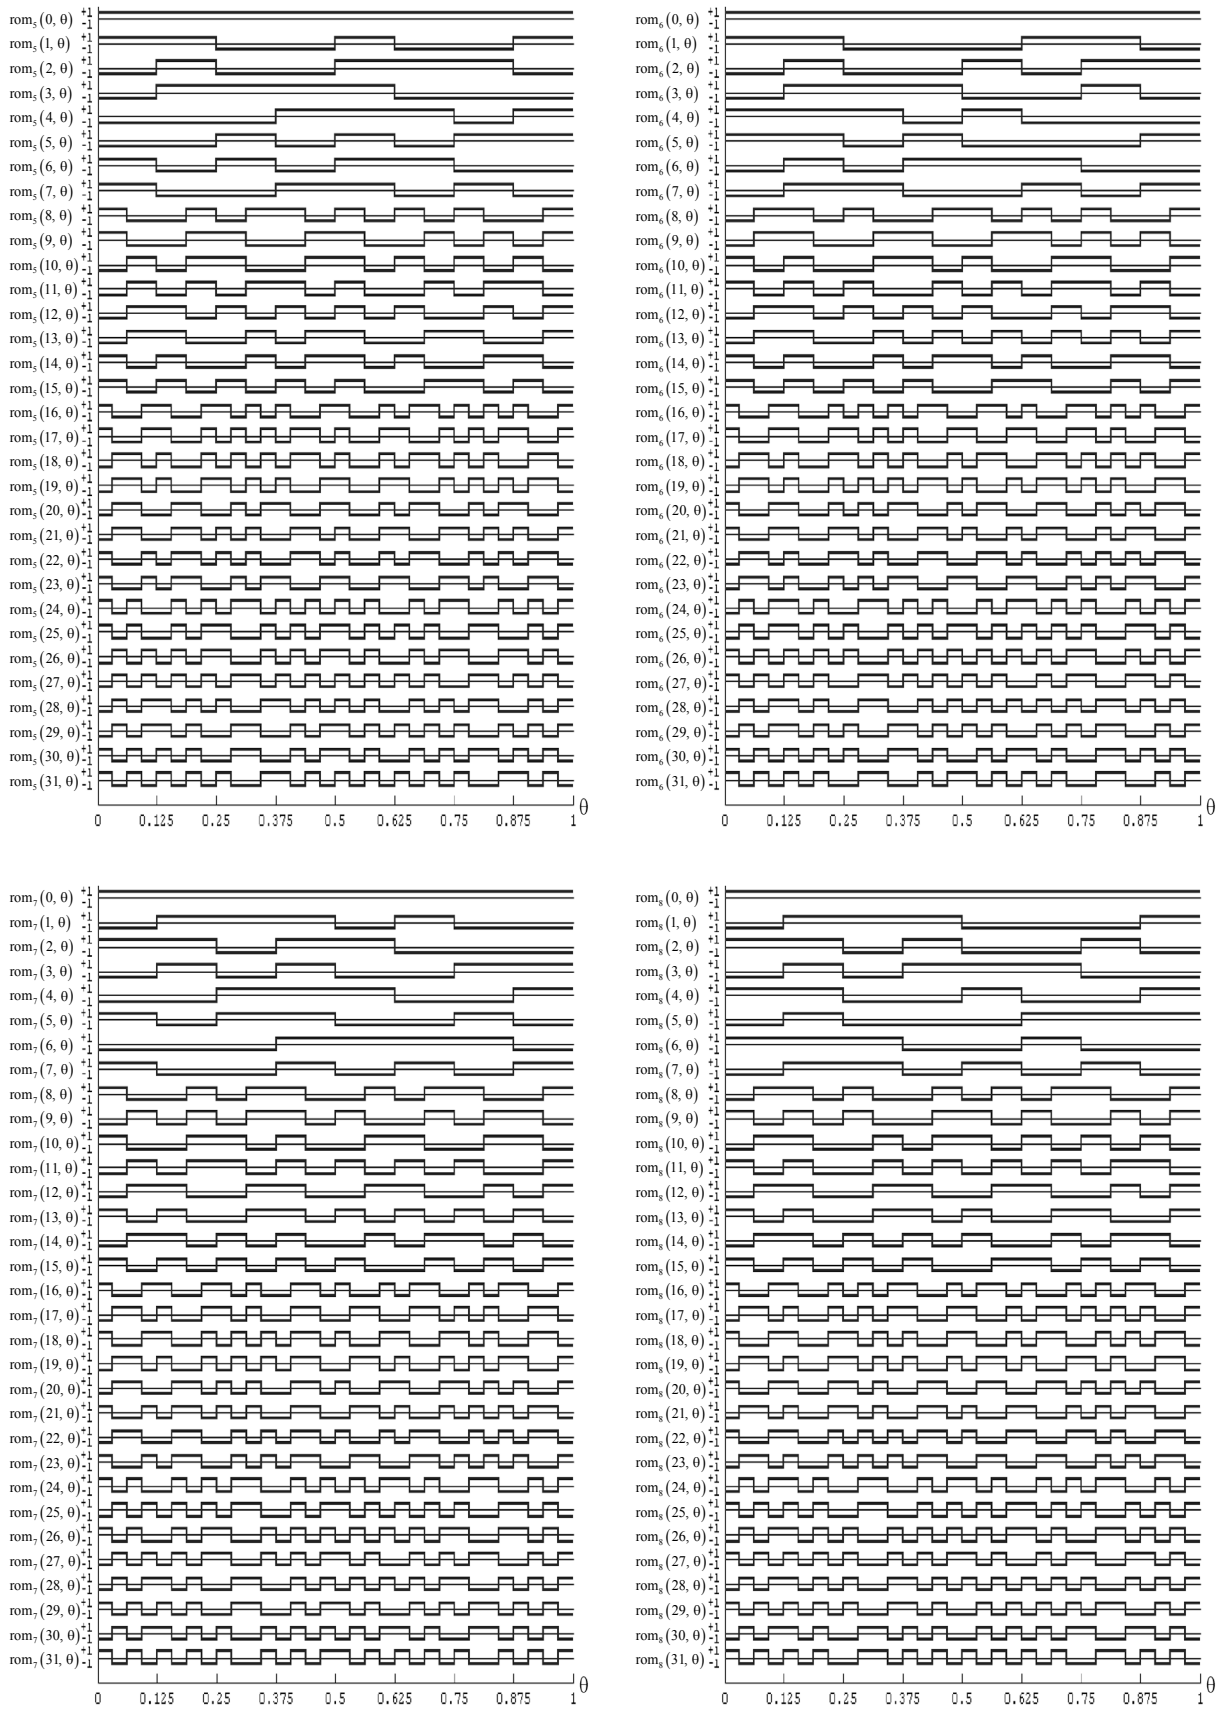 rom₅(0, θ) +1 -1
rom₅(1, θ) +1 -1
rom₅(2, θ) +1 -1
rom₅(3, θ) +1 -1
rom₅(4, θ) +1 -1
rom₅(5, θ) +1 -1
rom₅(6, θ) +1 -1
rom₅(7, θ) +1 -1
rom₅(8, θ) +1 -1
rom₅(9, θ) +1 -1
rom₅(10, θ) +1 -1
rom₅(11, θ) +1 -1
rom₅(12, θ) +1 -1
rom₅(13, θ) +1 -1
rom₅(14, θ) +1 -1
rom₅(15, θ) +1 -1
rom₅(16, θ) +1 -1
rom₅(17, θ) +1 -1
rom₅(18, θ) +1 -1
rom₅(19, θ) +1 -1
rom₅(20, θ) +1 -1
rom₅(21, θ) +1 -1
rom₅(22, θ) +1 -1
rom₅(23, θ) +1 -1
rom₅(24, θ) +1 -1
rom₅(25, θ) +1 -1
rom₅(26, θ) +1 -1
rom₅(27, θ) +1 -1
rom₅(28, θ) +1 -1
rom₅(29, θ) +1 -1
rom₅(30, θ) +1 -1
rom₅(31, θ) +1 -1
θ
0 0.125 0.25 0.375 0.5 0.625 0.75 0.875 1
rom₆(0, θ) +1 -1
rom₆(1, θ) +1 -1
rom₆(2, θ) +1 -1
rom₆(3, θ) +1 -1
rom₆(4, θ) +1 -1
rom₆(5, θ) +1 -1
rom₆(6, θ) +1 -1
rom₆(7, θ) +1 -1
rom₆(8, θ) +1 -1
rom₆(9, θ) +1 -1
rom₆(10, θ) +1 -1
rom₆(11, θ) +1 -1
rom₆(12, θ) +1 -1
rom₆(13, θ) +1 -1
rom₆(14, θ) +1 -1
rom₆(15, θ) +1 -1
rom₆(16, θ) +1 -1
rom₆(17, θ) +1 -1
rom₆(18, θ) +1 -1
rom₆(19, θ) +1 -1
rom₆(20, θ) +1 -1
rom₆(21, θ) +1 -1
rom₆(22, θ) +1 -1
rom₆(23, θ) +1 -1
rom₆(24, θ) +1 -1
rom₆(25, θ) +1 -1
rom₆(26, θ) +1 -1
rom₆(27, θ) +1 -1
rom₆(28, θ) +1 -1
rom₆(29, θ) +1 -1
rom₆(30, θ) +1 -1
rom₆(31, θ) +1 -1
θ
0 0.125 0.25 0.375 0.5 0.625 0.75 0.875 1
rom₇(0, θ) +1 -1
rom₇(1, θ) +1 -1
rom₇(2, θ) +1 -1
rom₇(3, θ) +1 -1
rom₇(4, θ) +1 -1
rom₇(5, θ) +1 -1
rom₇(6, θ) +1 -1
rom₇(7, θ) +1 -1
rom₇(8, θ) +1 -1
rom₇(9, θ) +1 -1
rom₇(10, θ) +1 -1
rom₇(11, θ) +1 -1
rom₇(12, θ) +1 -1
rom₇(13, θ) +1 -1
rom₇(14, θ) +1 -1
rom₇(15, θ) +1 -1
rom₇(16, θ) +1 -1
rom₇(17, θ) +1 -1
rom₇(18, θ) +1 -1
rom₇(19, θ) +1 -1
rom₇(20, θ) +1 -1
rom₇(21, θ) +1 -1
rom₇(22, θ) +1 -1
rom₇(23, θ) +1 -1
rom₇(24, θ) +1 -1
rom₇(25, θ) +1 -1
rom₇(26, θ) +1 -1
rom₇(27, θ) +1 -1
rom₇(28, θ) +1 -1
rom₇(29, θ) +1 -1
rom₇(30, θ) +1 -1
rom₇(31, θ) +1 -1
θ
0 0.125 0.25 0.375 0.5 0.625 0.75 0.875 1
rom₈(0, θ) +1 -1
rom₈(1, θ) +1 -1
rom₈(2, θ) +1 -1
rom₈(3, θ) +1 -1
rom₈(4, θ) +1 -1
rom₈(5, θ) +1 -1
rom₈(6, θ) +1 -1
rom₈(7, θ) +1 -1
rom₈(8, θ) +1 -1
rom₈(9, θ) +1 -1
rom₈(10, θ) +1 -1
rom₈(11, θ) +1 -1
rom₈(12, θ) +1 -1
rom₈(13, θ) +1 -1
rom₈(14, θ) +1 -1
rom₈(15, θ) +1 -1
rom₈(16, θ) +1 -1
rom₈(17, θ) +1 -1
rom₈(18, θ) +1 -1
rom₈(19, θ) +1 -1
rom₈(20, θ) +1 -1
rom₈(21, θ) +1 -1
rom₈(22, θ) +1 -1
rom₈(23, θ) +1 -1
rom₈(24, θ) +1 -1
rom₈(25, θ) +1 -1
rom₈(26, θ) +1 -1
rom₈(27, θ) +1 -1
rom₈(28, θ) +1 -1
rom₈(29, θ) +1 -1
rom₈(30, θ) +1 -1
rom₈(31, θ) +1 -1
θ
0 0.125 0.25 0.375 0.5 0.625 0.75 0.875 1